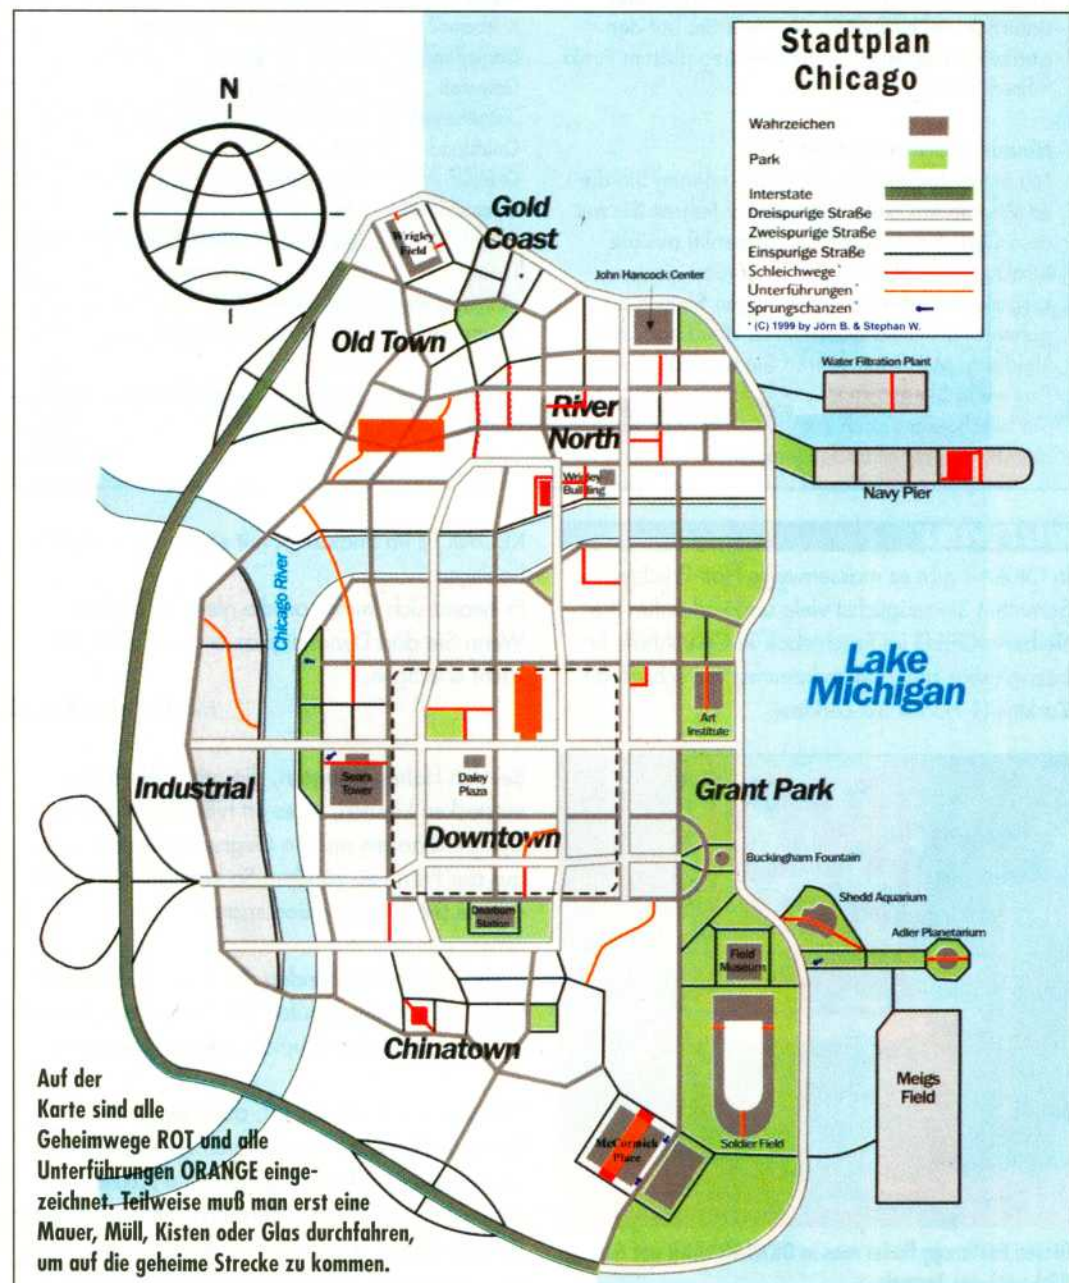 Stadtplan
Chicago
Wahrzeichen
Park
Interstate
Dreispurige Straße
Zweispurige Straße
Einspurige Straße
Schleichwege*
Unterführungen*
Sprungschanzen*
* (C) 1999 by Jörn B. & Stephan W.
N
Gold
Coast
Wrigley
Field
John Hancock Center
Old Town
Water Filtration Plant
River
North
Wrigley
Building
Navy Pier
Chicago River
Lake
Michigan
Art
Institute
Industrial
Sears
Tower
Daley
Plaza
Grant Park
Downtown
Buckingham Fountain
Shedd Aquarium
Dearborn
Station
Adler Planetarium
Field
Museum
Chinatown
Meigs
Field
McCormick
Place
Soldier Field
Auf der
Karte sind alle
Geheimwege ROT und alle
Unterführungen ORANGE einge-
zeichnet. Teilweise muß man erst eine
Mauer, Müll, Kisten oder Glas durchfahren,
um auf die geheime Strecke zu kommen.